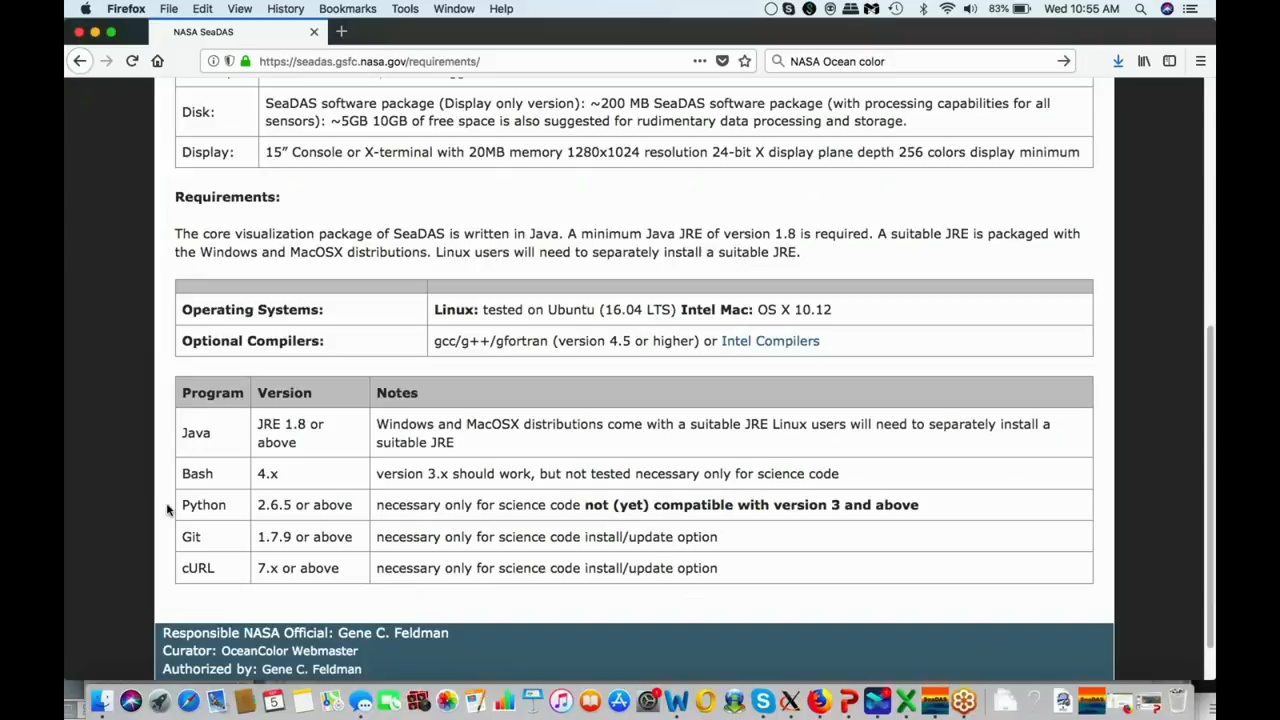 Firefox File Edit View History Bookmarks Tools Window Help 83% Wed 10:55 AM
NASA SeaDAS
https://seadas.gsfc.nasa.gov/requirements/ NASA Ocean color
Disk: SeaDAS software package (Display only version): ~200 MB SeaDAS software package (with processing capabilities for all
sensors): ~5GB 10GB of free space is also suggested for rudimentary data processing and storage.
Display: 15” Console or X-terminal with 20MB memory 1280x1024 resolution 24-bit X display plane depth 256 colors display minimum
Requirements:
The core visualization package of SeaDAS is written in Java. A minimum Java JRE of version 1.8 is required. A suitable JRE is packaged with
the Windows and MacOSX distributions. Linux users will need to separately install a suitable JRE.
Operating Systems: Linux: tested on Ubuntu (16.04 LTS) Intel Mac: OS X 10.12
Optional Compilers: gcc/g++/gfortran (version 4.5 or higher) or Intel Compilers
Program Version Notes
Java JRE 1.8 or above Windows and MacOSX distributions come with a suitable JRE Linux users will need to separately install a
suitable JRE
Bash 4.x version 3.x should work, but not tested necessary only for science code
Python 2.6.5 or above necessary only for science code not (yet) compatible with version 3 and above
Git 1.7.9 or above necessary only for science code install/update option
cURL 7.x or above necessary only for science code install/update option
Responsible NASA Official: Gene C. Feldman
Curator: OceanColor Webmaster
Authorized by: Gene C. Feldman